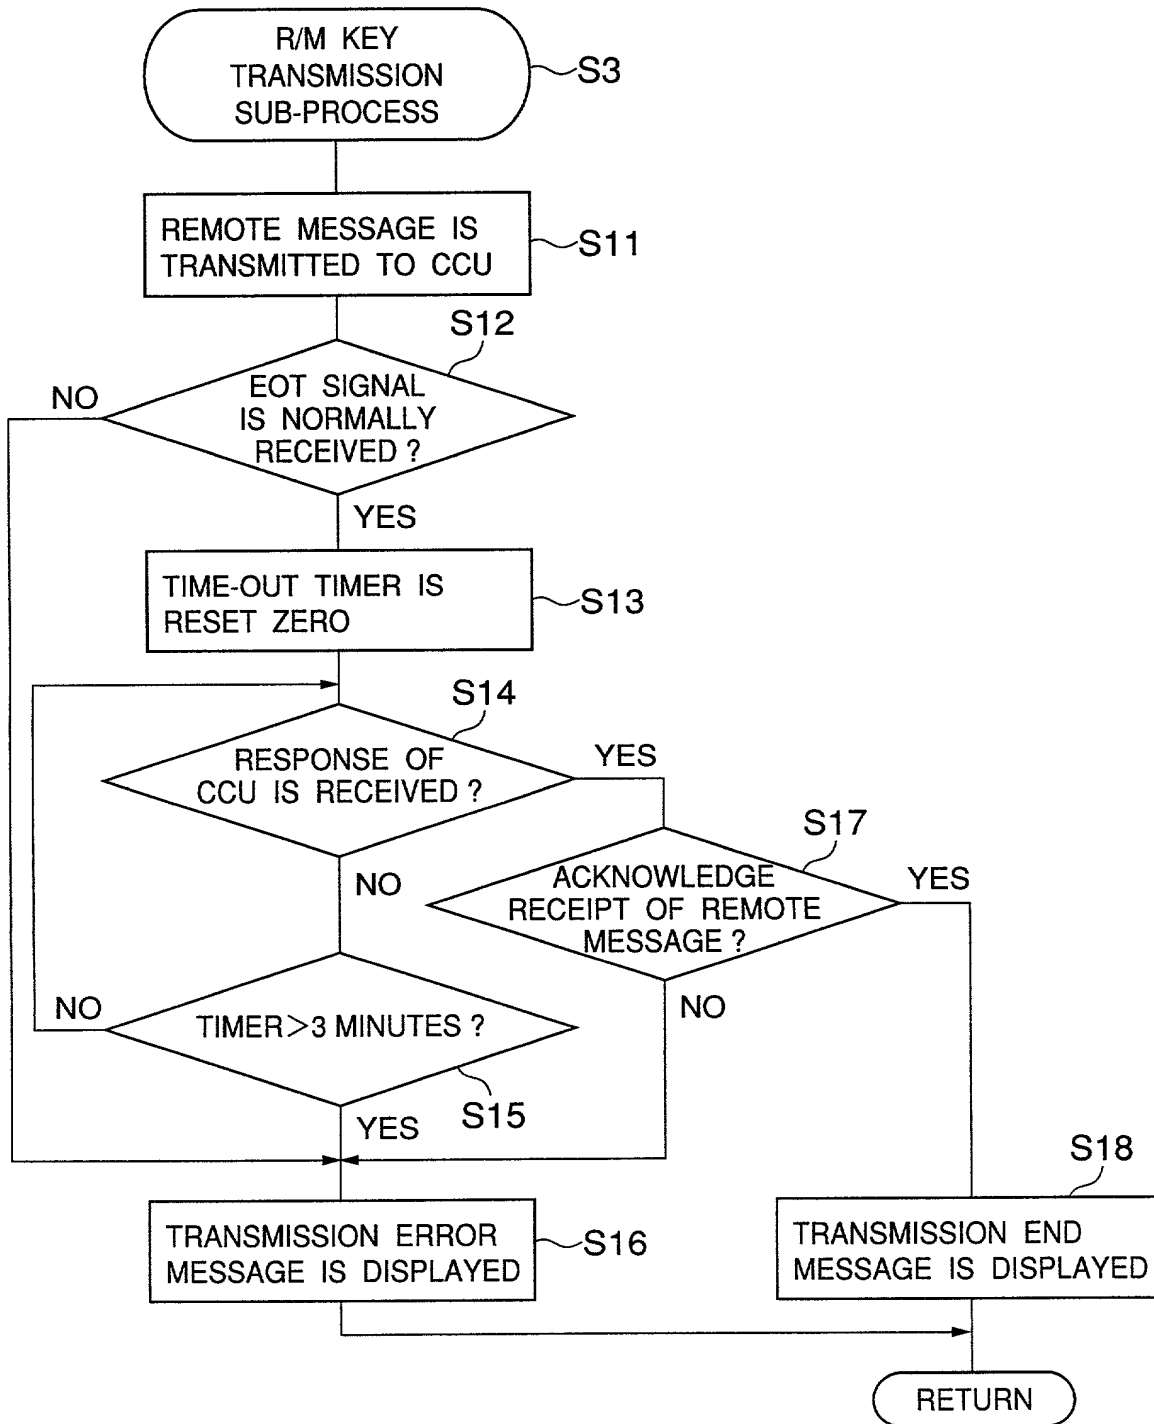 R/M KEY
TRANSMISSION
SUB-PROCESS
S3
REMOTE MESSAGE IS
TRANSMITTED TO CCU
S11
S12
NO
EOT SIGNAL
IS NORMALLY
RECEIVED ?
YES
TIME-OUT TIMER IS
RESET ZERO
S13
S14
RESPONSE OF
CCU IS RECEIVED ?
YES
NO
S17
ACKNOWLEDGE
RECEIPT OF REMOTE
MESSAGE ?
YES
NO
NO
TIMER>3 MINUTES ?
S15
YES
TRANSMISSION ERROR
MESSAGE IS DISPLAYED
S16
S18
TRANSMISSION END
MESSAGE IS DISPLAYED
RETURN